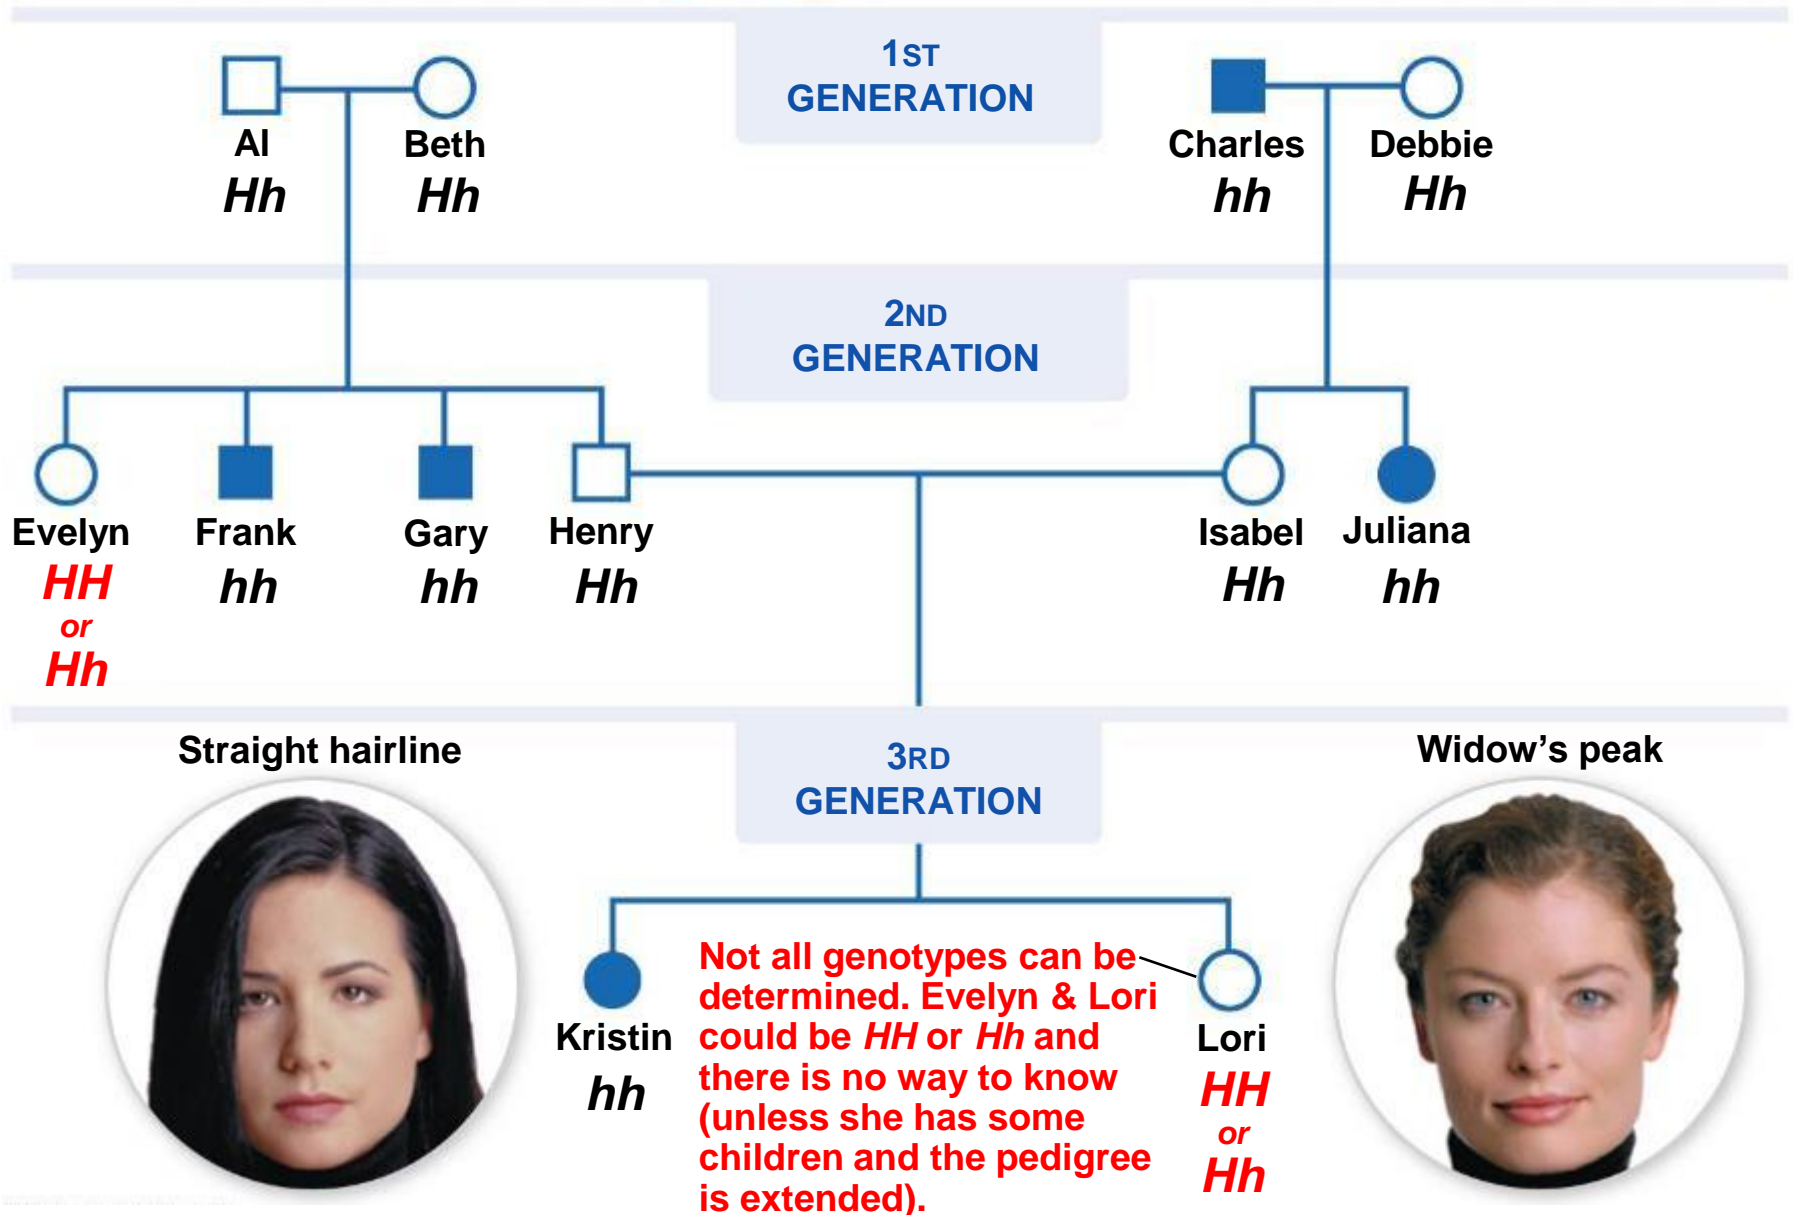 1ST
GENERATION
Al
Beth
Charles
Debbie
Hh
Hh
hh
Hh
2ND
GENERATION
Evelyn
Frank
Gary
Henry
Isabel
Juliana
HH
or
Hh
hh
hh
Hh
Hh
hh
3RD
GENERATION
Straight hairline
Widow’s peak
Kristin
hh
Not all genotypes can be
determined. Evelyn & Lori
could be HH or Hh and
there is no way to know
(unless she has some
children and the pedigree
is extended).
Lori
HH
or
Hh